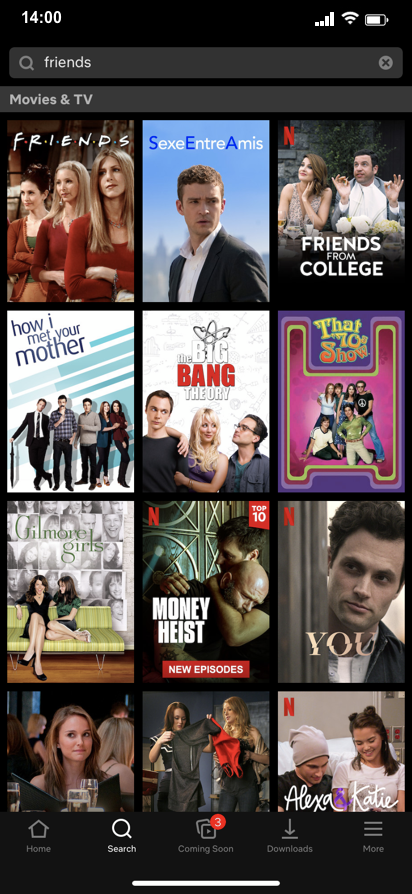 14:00
friends
Movies & TV
F·R·I·E·N·D·S
SexeEntreAmis
N
FRIENDS
FROM
COLLEGE
how i
met your
mother
the BIG
BANG
THEORY
That
'70s
Show
Gilmore
girls
N
TOP
10
MONEY
HEIST
NEW EPISODES
N
YOU
N
Alexa & Katie
3
Home
Search
Coming Soon
Downloads
More